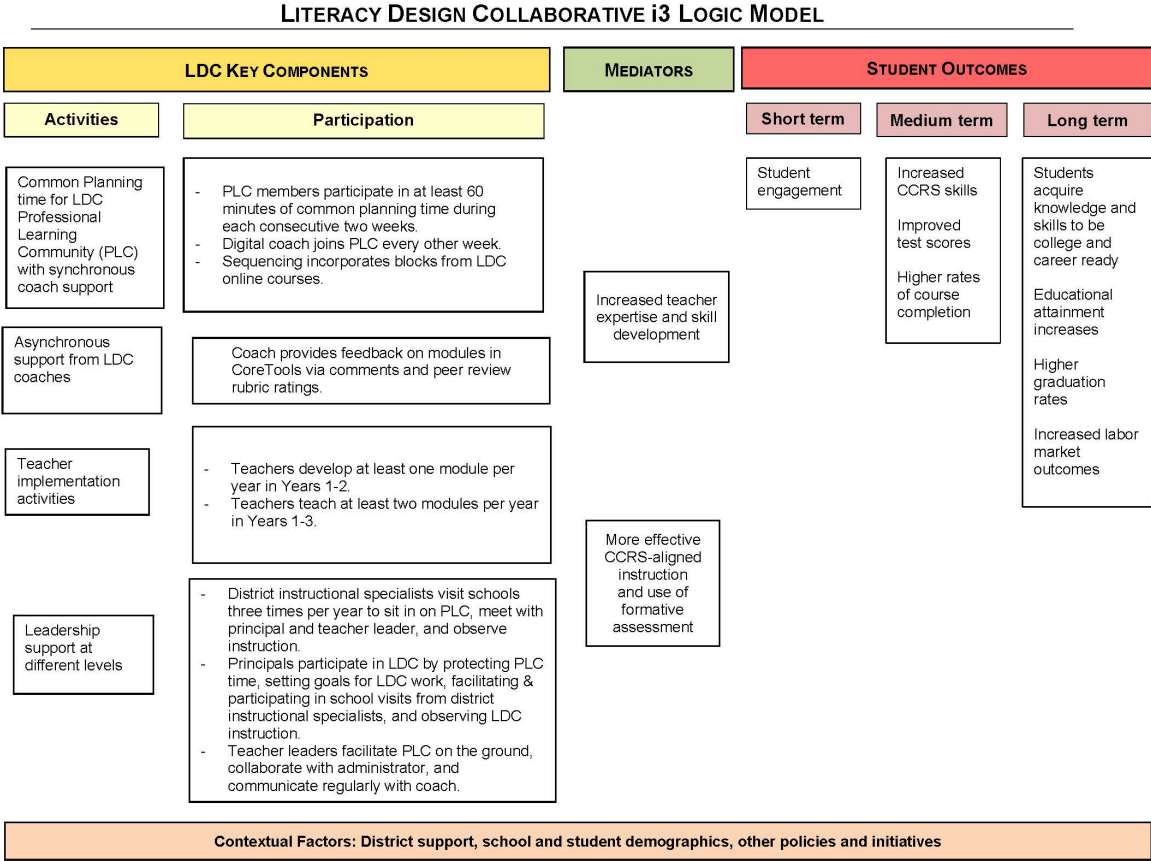 LITERACY DESIGN COLLABORATIVE i3 LOGIC MODEL
LDC KEY COMPONENTS
MEDIATORS
STUDENT OUTCOMES
Activities
Participation
Short term
Medium term
Long term
Common Planning
time for LDC
Professional
Learning
Community (PLC)
with synchronous
coach support
- PLC members participate in at least 60
minutes of common planning time during
each consecutive two weeks.
- Digital coach joins PLC every other week.
- Sequencing incorporates blocks from LDC
online courses.
Asynchronous
support from LDC
coaches
Coach provides feedback on modules in
CoreTools via comments and peer review
rubric ratings.
Teacher
implementation
activities
- Teachers develop at least one module per
year in Years 1-2.
- Teachers teach at least two modules per year
in Years 1-3.
Leadership
support at
different levels
- District instructional specialists visit schools
three times per year to sit in on PLC, meet with
principal and teacher leader, and observe
instruction.
- Principals participate in LDC by protecting PLC
time, setting goals for LDC work, facilitating &
participating in school visits from district
instructional specialists, and observing LDC
instruction.
- Teacher leaders facilitate PLC on the ground,
collaborate with administrator, and
communicate regularly with coach.
Increased teacher
expertise and skill
development
More effective
CCRS-aligned
instruction
and use of
formative
assessment
Student
engagement
Increased
CCRS skills
Improved
test scores
Higher rates
of course
completion
Students
acquire
knowledge and
skills to be
college and
career ready
Educational
attainment
increases
Higher
graduation
rates
Increased labor
market
outcomes
Contextual Factors: District support, school and student demographics, other policies and initiatives